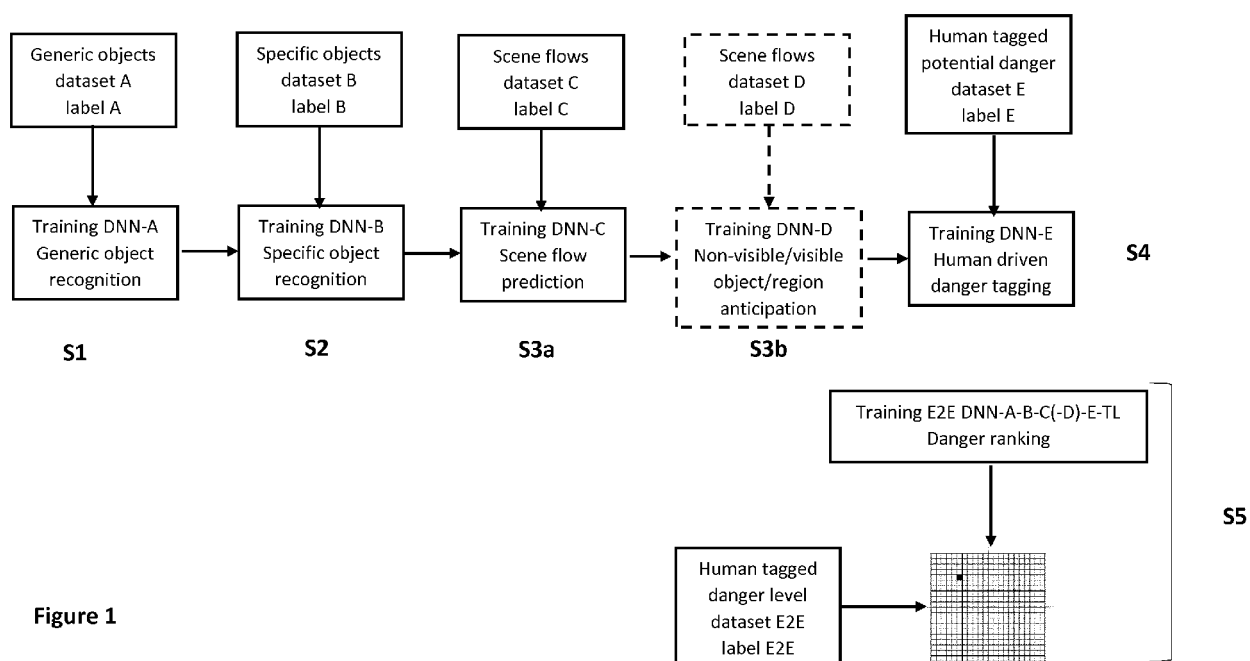 Generic objects
dataset A
label A
Specific objects
dataset B
label B
Scene flows
dataset C
label C
Scene flows
dataset D
label D
Human tagged
potential danger
dataset E
label E
Training DNN-A
Generic object
recognition
Training DNN-B
Specific object
recognition
Training DNN-C
Scene flow
prediction
Training DNN-D
Non-visible/visible
object/region
anticipation
Training DNN-E
Human driven
danger tagging
S4
S1
S2
S3a
S3b
Training E2E DNN-A-B-C(-D)-E-TL
Danger ranking
S5
Human tagged
danger level
dataset E2E
label E2E
Figure 1